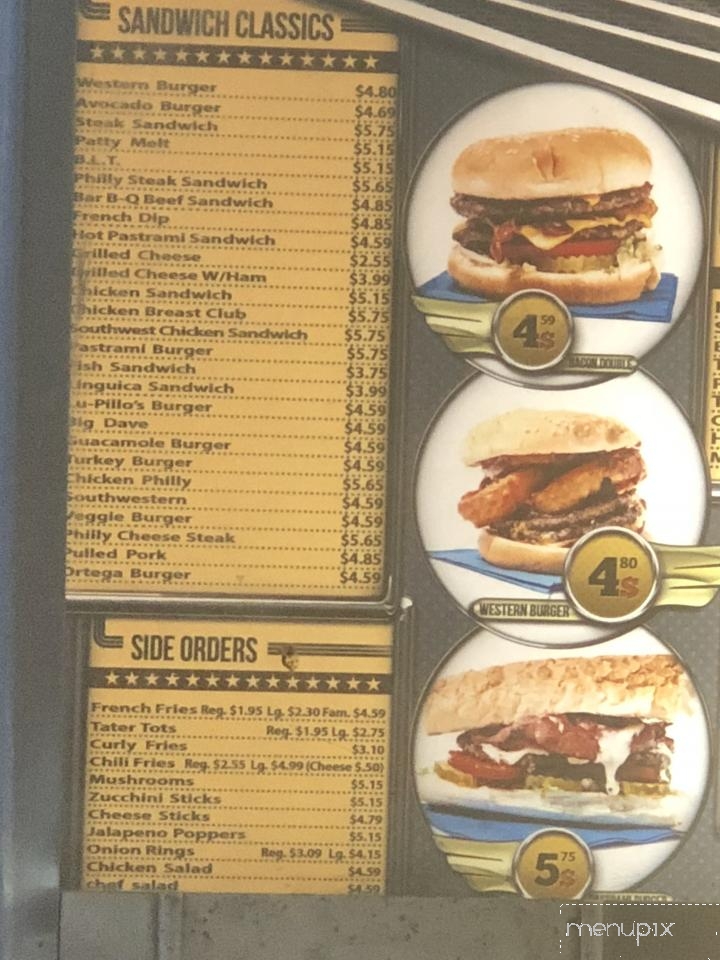 SANDWICH CLASSICS
Western Burger $4.80
Avocado Burger $4.69
Steak Sandwich $5.75
Patty Melt $5.15
B.L.T. $5.15
Philly Steak Sandwich $5.65
Bar B-Q Beef Sandwich $4.85
French Dip $4.85
Hot Pastrami Sandwich $4.59
Grilled Cheese $2.55
Grilled Cheese W/Ham $3.99
Chicken Sandwich $5.15
Chicken Breast Club $5.75
Southwest Chicken Sandwich $5.75
Pastrami Burger $5.75
Fish Sandwich $3.75
Linguica Sandwich $3.99
Lu-Pillo's Burger $4.59
Big Dave $4.59
Guacamole Burger $4.59
Turkey Burger $4.59
Chicken Philly $5.65
Southwestern $4.59
Veggie Burger $4.59
Philly Cheese Steak $5.65
Pulled Pork $4.85
Ortega Burger $4.59
SIDE ORDERS
French Fries Reg. $1.95 Lg. $2.30 Fam. $4.59
Tater Tots Reg. $1.95 Lg. $2.75
Curly Fries $3.10
Chili Fries Reg. $2.55 Lg. $4.99 (Cheese $.50)
Mushrooms $5.15
Zucchini Sticks $5.15
Cheese Sticks $4.79
Jalapeno Poppers $5.15
Onion Rings Reg. $3.09 Lg. $4.15
Chicken Salad $4.59
chef salad $4.59
4 59 $
BACON DOUBLE
4 80 $
WESTERN BURGER
5 75 $
BURGER
menupix